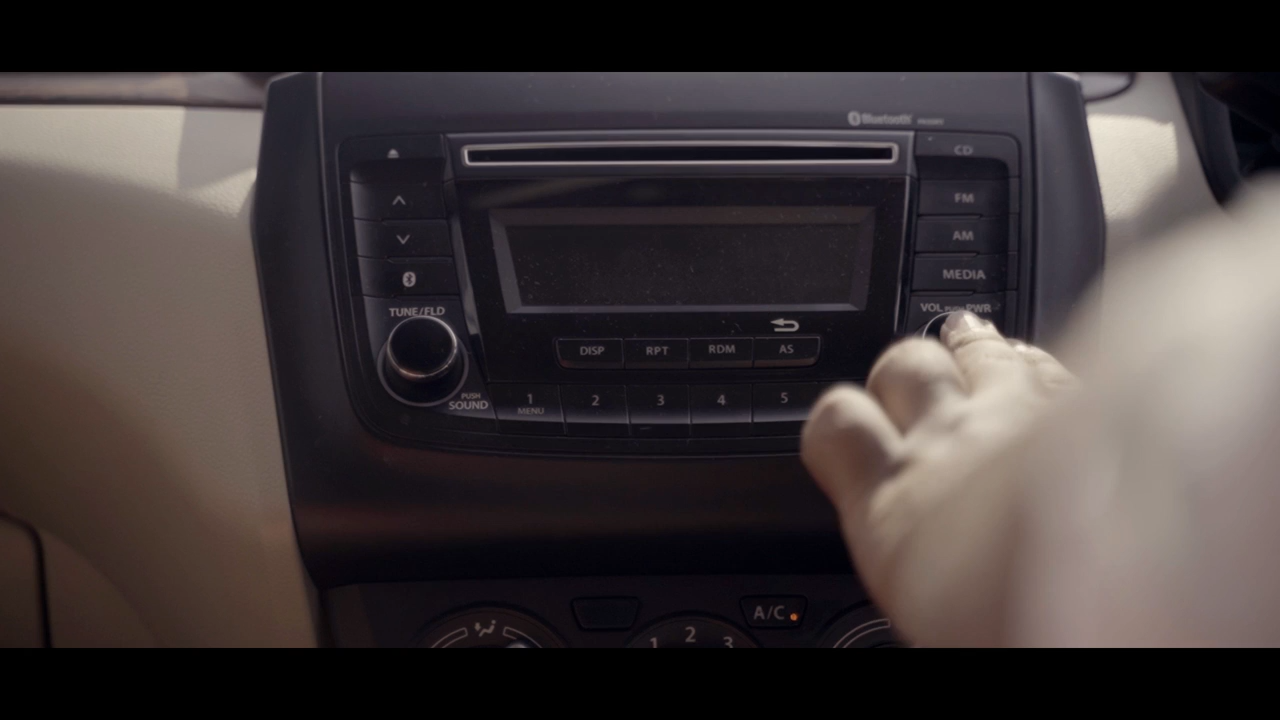 Bluetooth
CD
FM
AM
MEDIA
TUNE/FLD
VOL PUSH PWR
DISP
RPT
RDM
AS
PUSH
SOUND
1
MENU
2
3
4
5
A/C
1
2
3